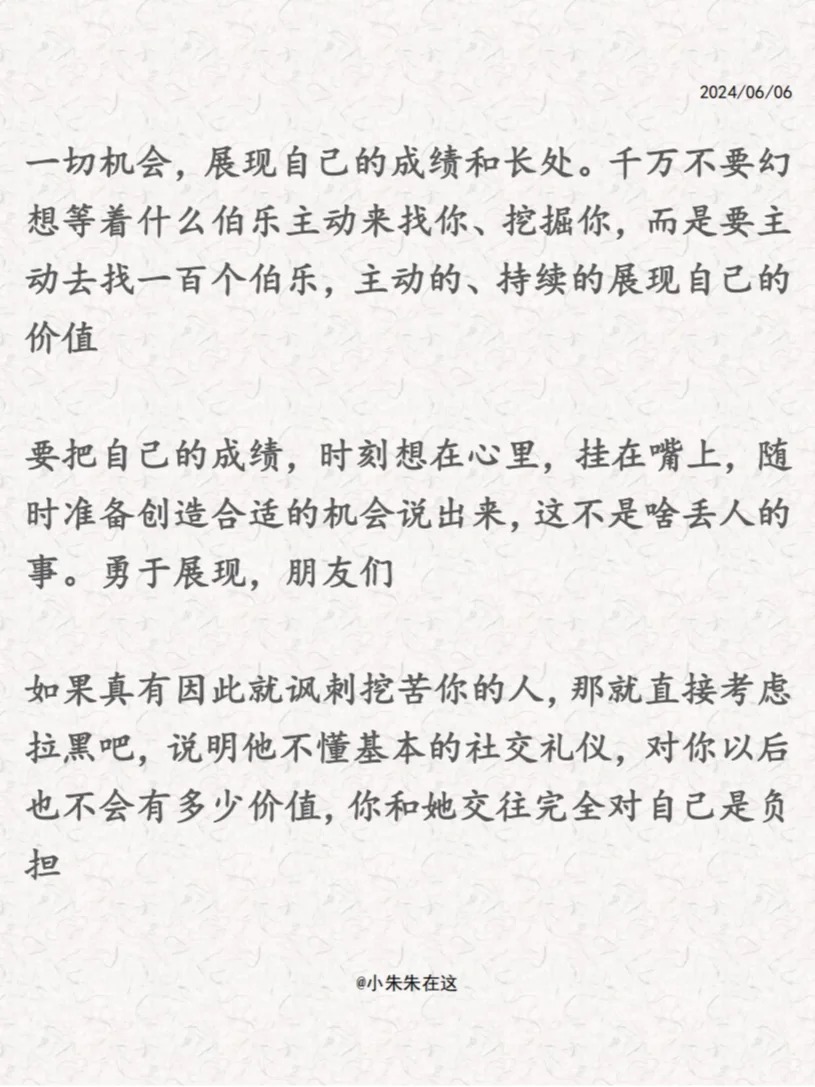 2024/06/06
一切机会，展现自己的成绩和长处。千万不要幻
想等着什么伯乐主动来找你、挖掘你，而是要主
动去找一百个伯乐，主动的、持续的展现自己的
价值
要把自己的成绩，时刻想在心里，挂在嘴上，随
时准备创造合适的机会说出来，这不是啥丢人的
事。勇于展现，朋友们
如果真有因此就讽刺挖苦你的人，那就直接考虑
拉黑吧，说明他不懂基本的社交礼仪，对你以后
也不会有多少价值，你和她交往完全对自己是负
担
@小朱朱在这